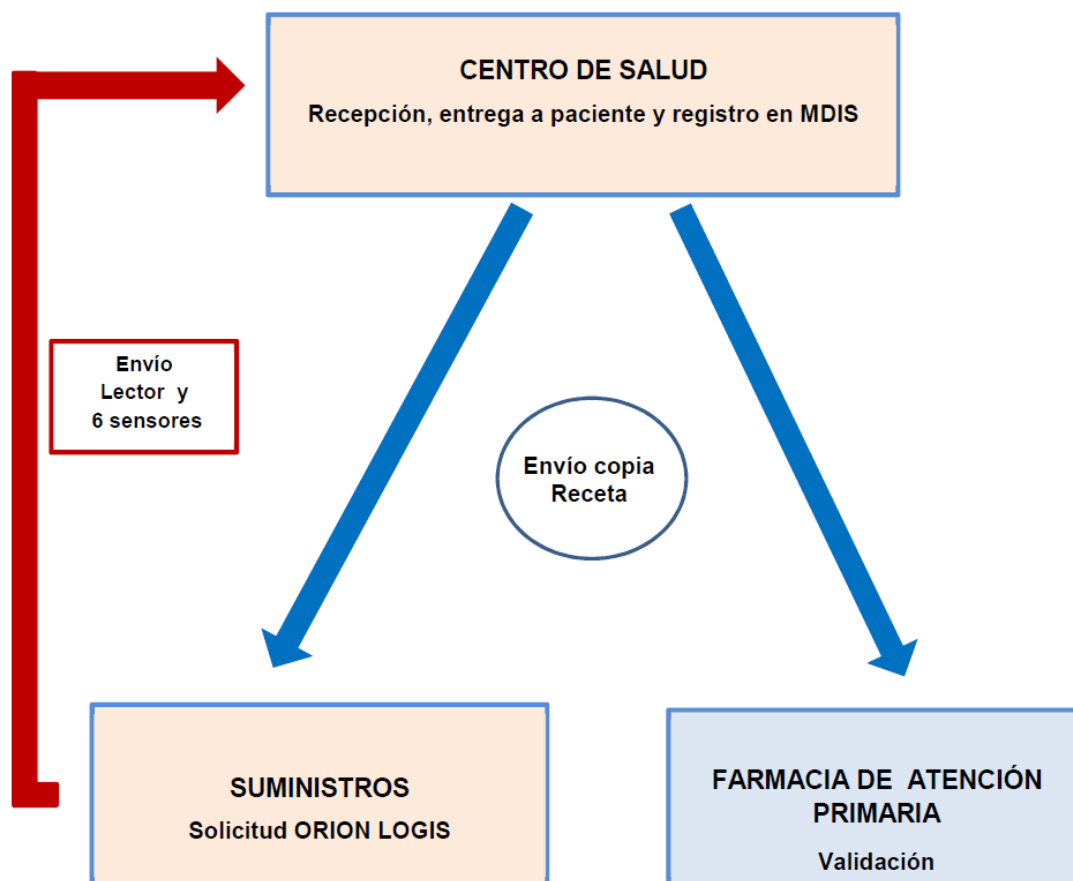 CENTRO DE SALUD
Recepción, entrega a paciente y registro en MDIS
Envío
Lector y
6 sensores
Envío copia
Receta
SUMINISTROS
Solicitud ORION LOGIS
FARMACIA DE ATENCIÓN
PRIMARIA
Validación